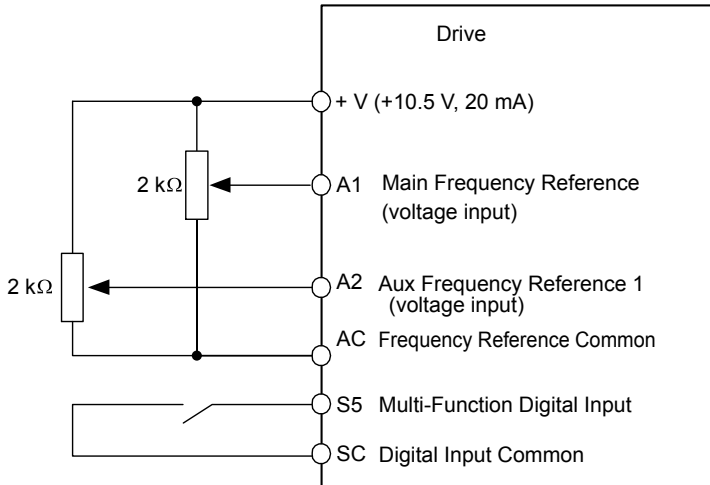 Drive
+ V (+10.5 V, 20 mA)
2 kΩ
A1 Main Frequency Reference
(voltage input)
2 kΩ
A2 Aux Frequency Reference 1
(voltage input)
AC Frequency Reference Common
S5 Multi-Function Digital Input
SC Digital Input Common